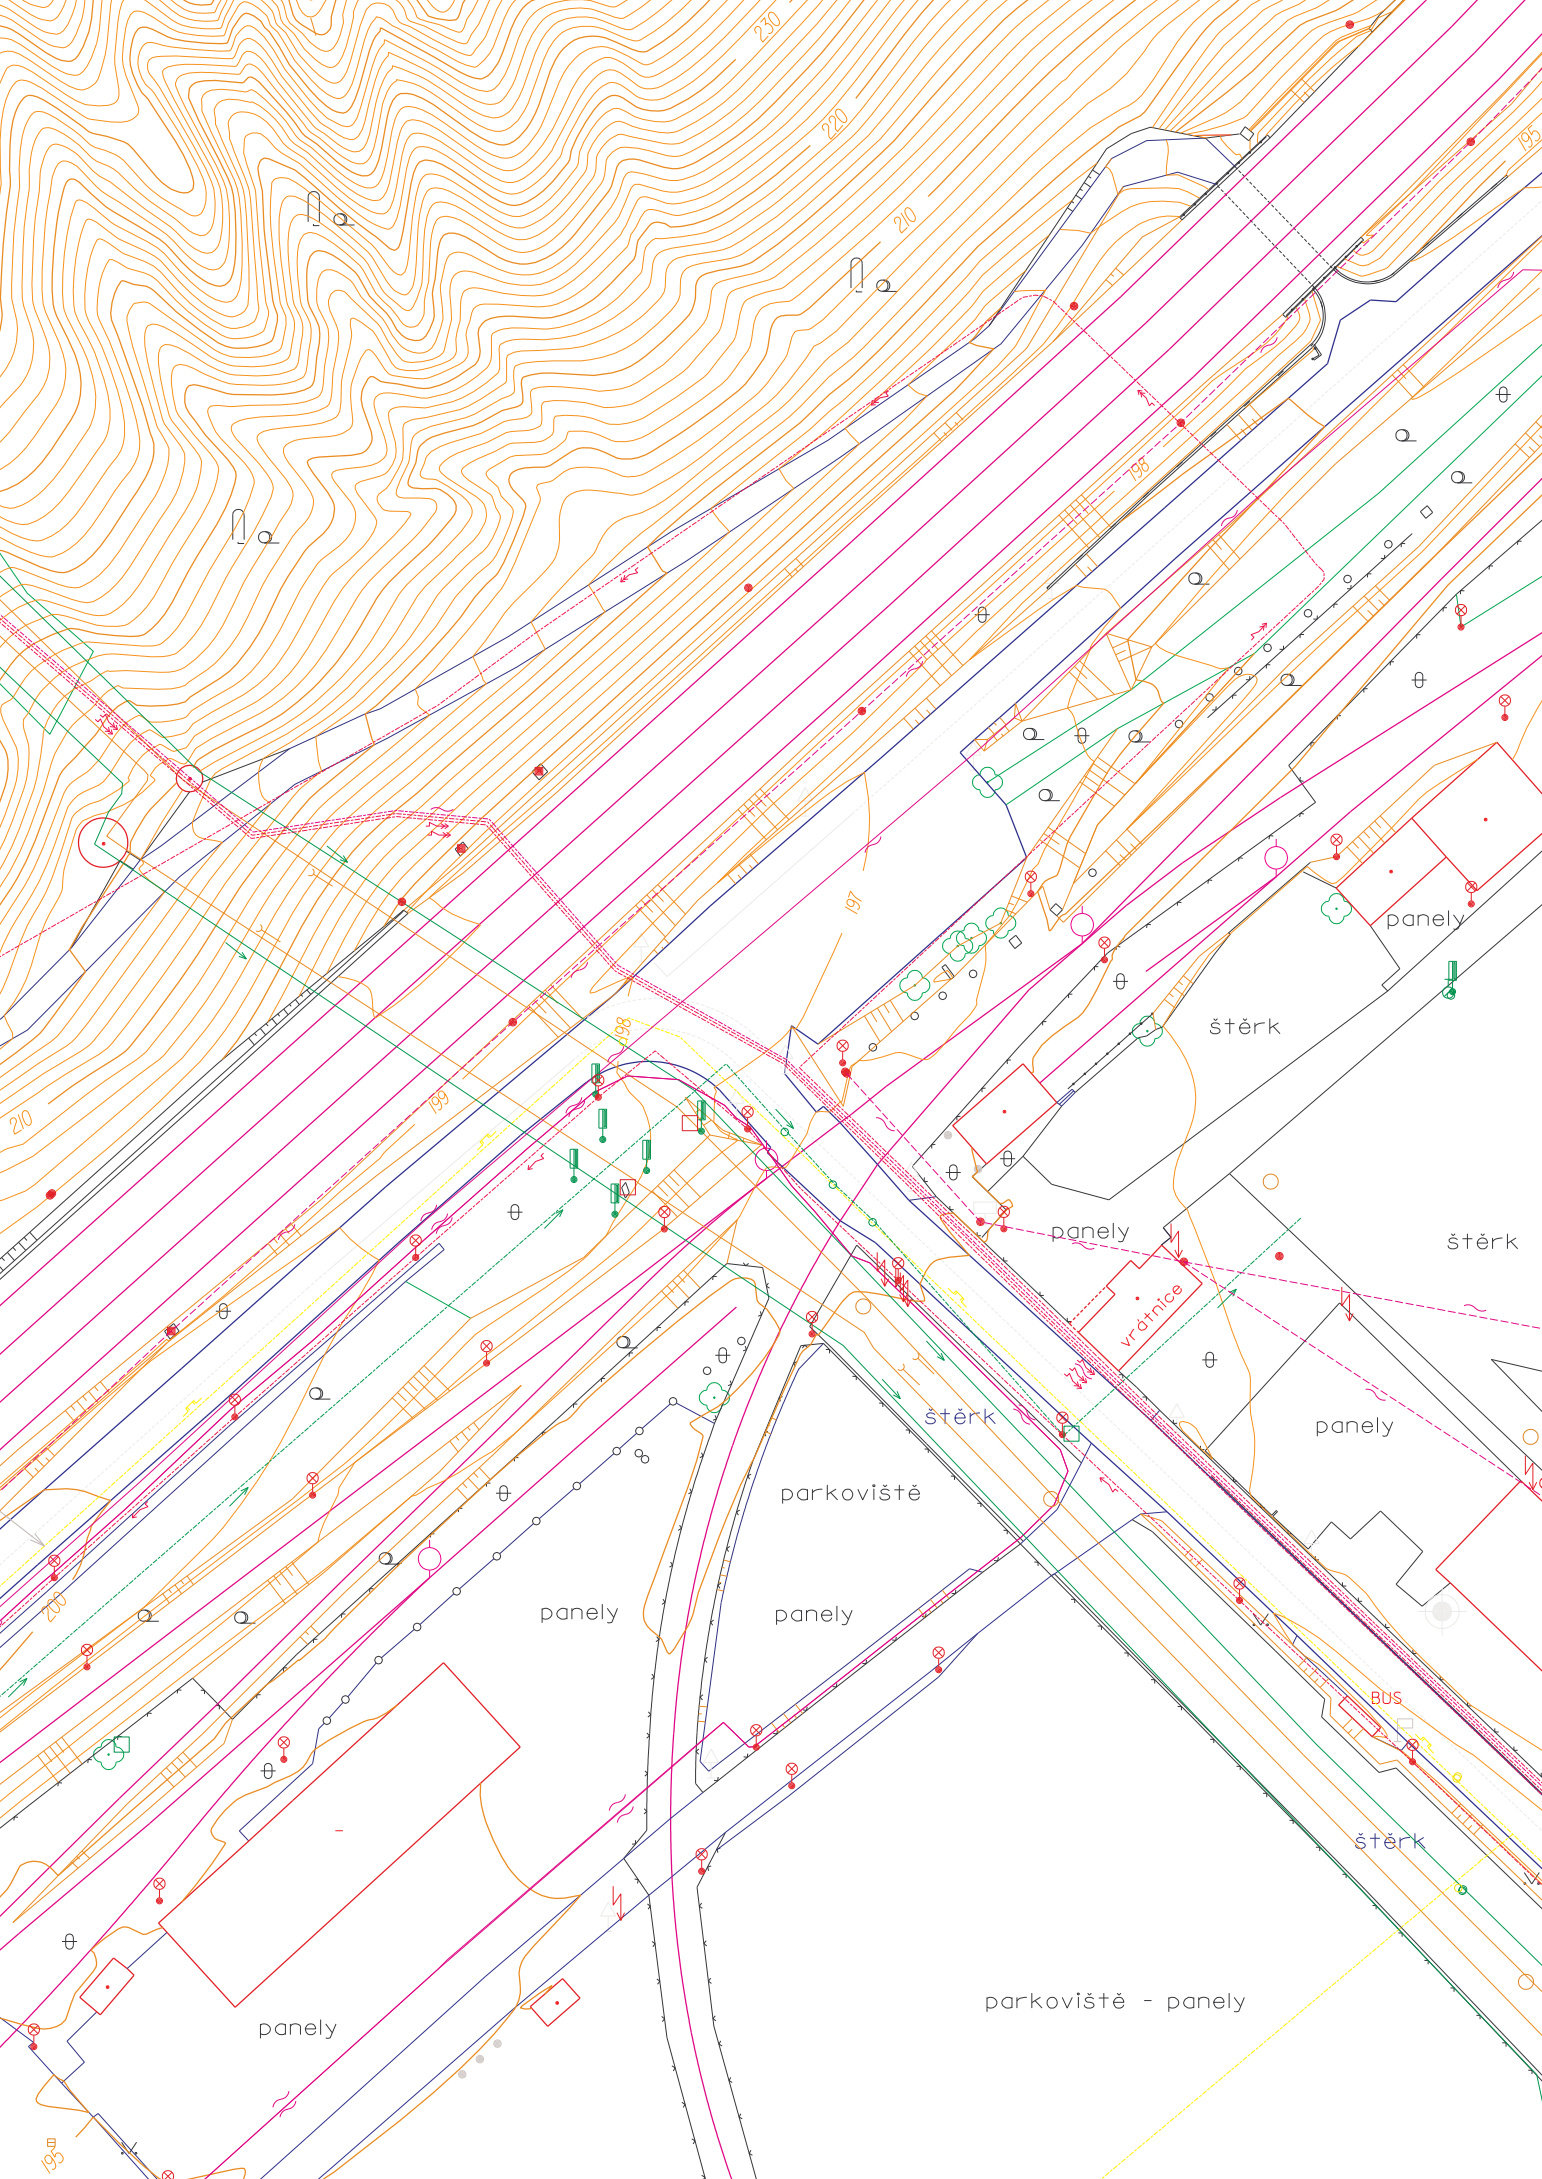 230
220
195
210
198
197
panely
štěrk
198
199
210
panely
štěrk
vrátnice
štěrk
panely
parkoviště
200
panely
panely
BUS
štěrk
parkoviště - panely
panely
195